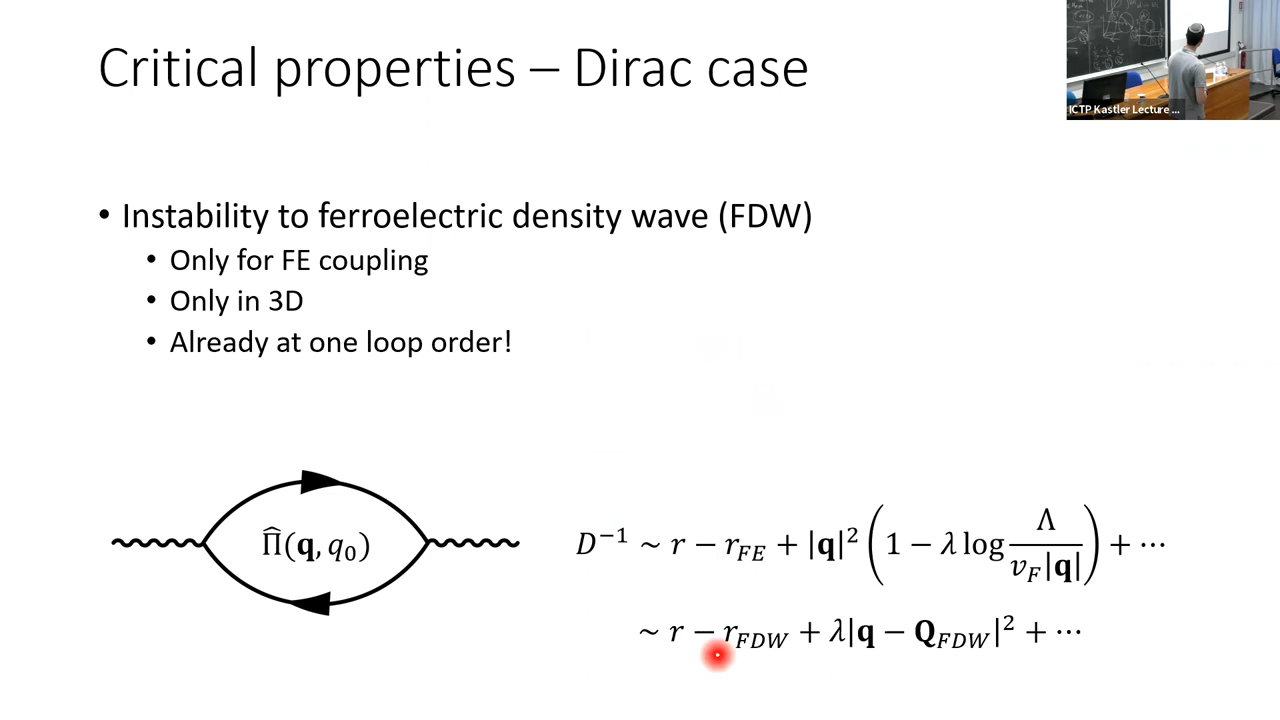 Critical properties – Dirac case
ICTP Kastler Lecture ...
• Instability to ferroelectric density wave (FDW)
• Only for FE coupling
• Only in 3D
• Already at one loop order!
Π̂(𝐪, q₀)
D⁻¹ ~ r − r_{FE} + |𝐪|² (1 − λ log Λ/(v_F|𝐪|)) + ⋯
~ r − r_{FDW} + λ|𝐪 − 𝐐_{FDW}|² + ⋯